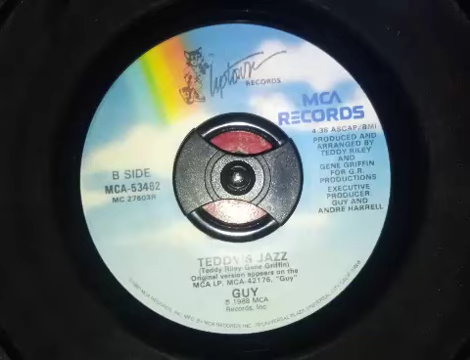 Uptown
RECORDS
MCA
RECORDS
4:38 ASCAP/BMI
PRODUCED AND
ARRANGED BY
TEDDY RILEY
AND
GENE GRIFFIN
FOR G.R.
PRODUCTIONS
EXECUTIVE
PRODUCER:
GUY AND
ANDRE HARRELL
B SIDE
MCA-53462
TEDDY'S JAZZ
(Teddy Riley-Gene Griffin)
Original version appears on the
MCA LP, MCA-42176, "Guy"
GUY
℗ 1988 MCA
Records, Inc.